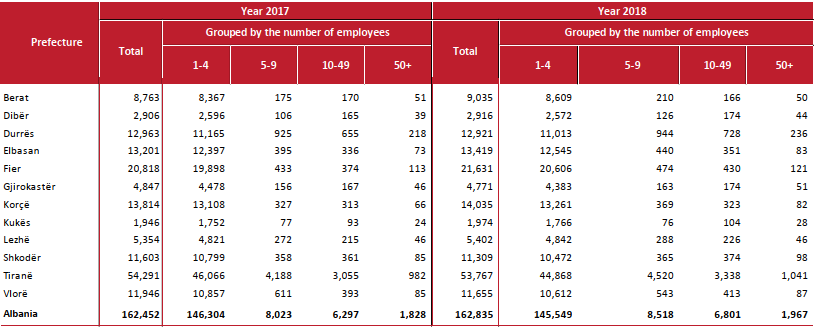 Year 2017 Year 2018
Prefecture Total Grouped by the number of employees Total Grouped by the number of employees
1-4 5-9 10-49 50+ 1-4 5-9 10-49 50+
Berat 8,763 8,367 175 170 51 9,035 8,609 210 166 50
Dibër 2,906 2,596 106 165 39 2,916 2,572 126 174 44
Durrës 12,963 11,165 925 655 218 12,921 11,013 944 728 236
Elbasan 13,201 12,397 395 336 73 13,419 12,545 440 351 83
Fier 20,818 19,898 433 374 113 21,631 20,606 474 430 121
Gjirokastër 4,847 4,478 156 167 46 4,771 4,383 163 174 51
Korçë 13,814 13,108 327 313 66 14,035 13,261 369 323 82
Kukës 1,946 1,752 77 93 24 1,974 1,766 76 104 28
Lezhë 5,354 4,821 272 215 46 5,402 4,842 288 226 46
Shkodër 11,603 10,799 358 361 85 11,309 10,472 365 374 98
Tiranë 54,291 46,066 4,188 3,055 982 53,767 44,868 4,520 3,338 1,041
Vlorë 11,946 10,857 611 393 85 11,655 10,612 543 413 87
Albania 162,452 146,304 8,023 6,297 1,828 162,835 145,549 8,518 6,801 1,967